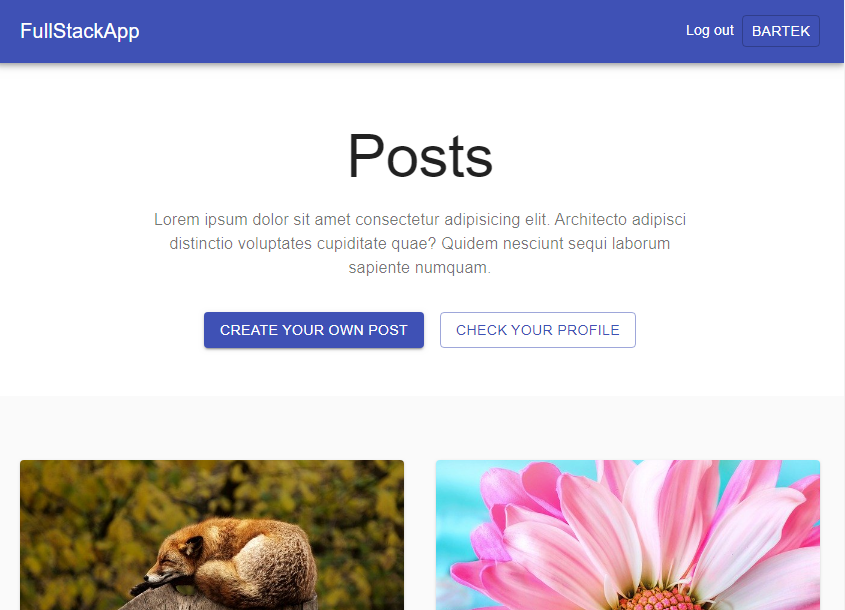 FullStackApp
Log out
BARTEK
Posts
Lorem ipsum dolor sit amet consectetur adipisicing elit. Architecto adipisci
distinctio voluptates cupiditate quae? Quidem nesciunt sequi laborum
sapiente numquam.
CREATE YOUR OWN POST
CHECK YOUR PROFILE